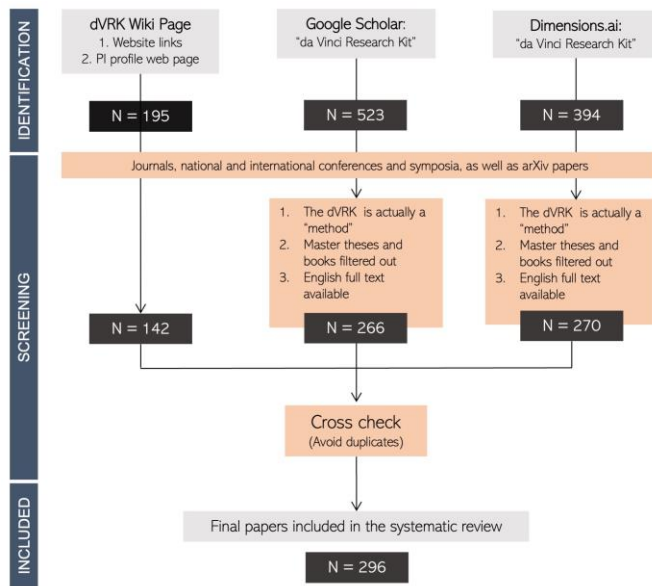 IDENTIFICATION
dVRK Wiki Page
1. Website links
2. PI profile web page
N = 195
Google Scholar:
“da Vinci Research Kit”
N = 523
Dimensions.ai:
“da Vinci Research Kit”
N = 394
SCREENING
Journals, national and international conferences and symposia, as well as arXiv papers
1. The dVRK is actually a
“method”
2. Master theses and
books filtered out
3. English full text
available
1. The dVRK is actually a
“method”
2. Master theses and
books filtered out
3. English full text
available
N = 142
N = 266
N = 270
Cross check
(Avoid duplicates)
INCLUDED
Final papers included in the systematic review
N = 296